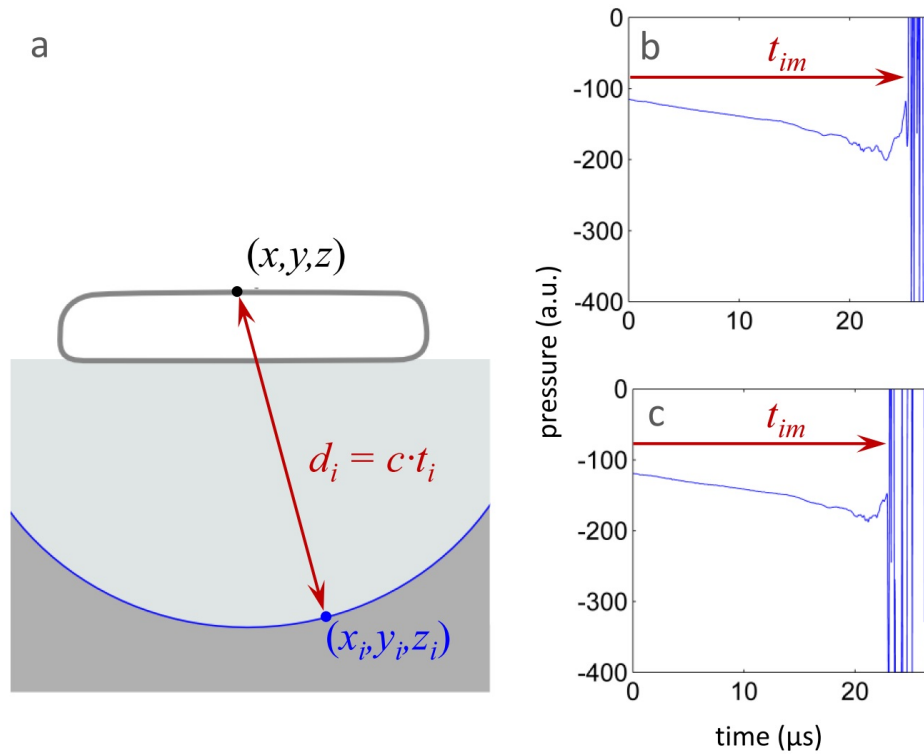 a
(x,y,z)
d_i = c·t_i
(x_i,y_i,z_i)
pressure (a.u.)
b
t_im
0
-100
-200
-300
-400
0
10
20
c
t_im
0
-100
-200
-300
-400
0
10
20
time (μs)